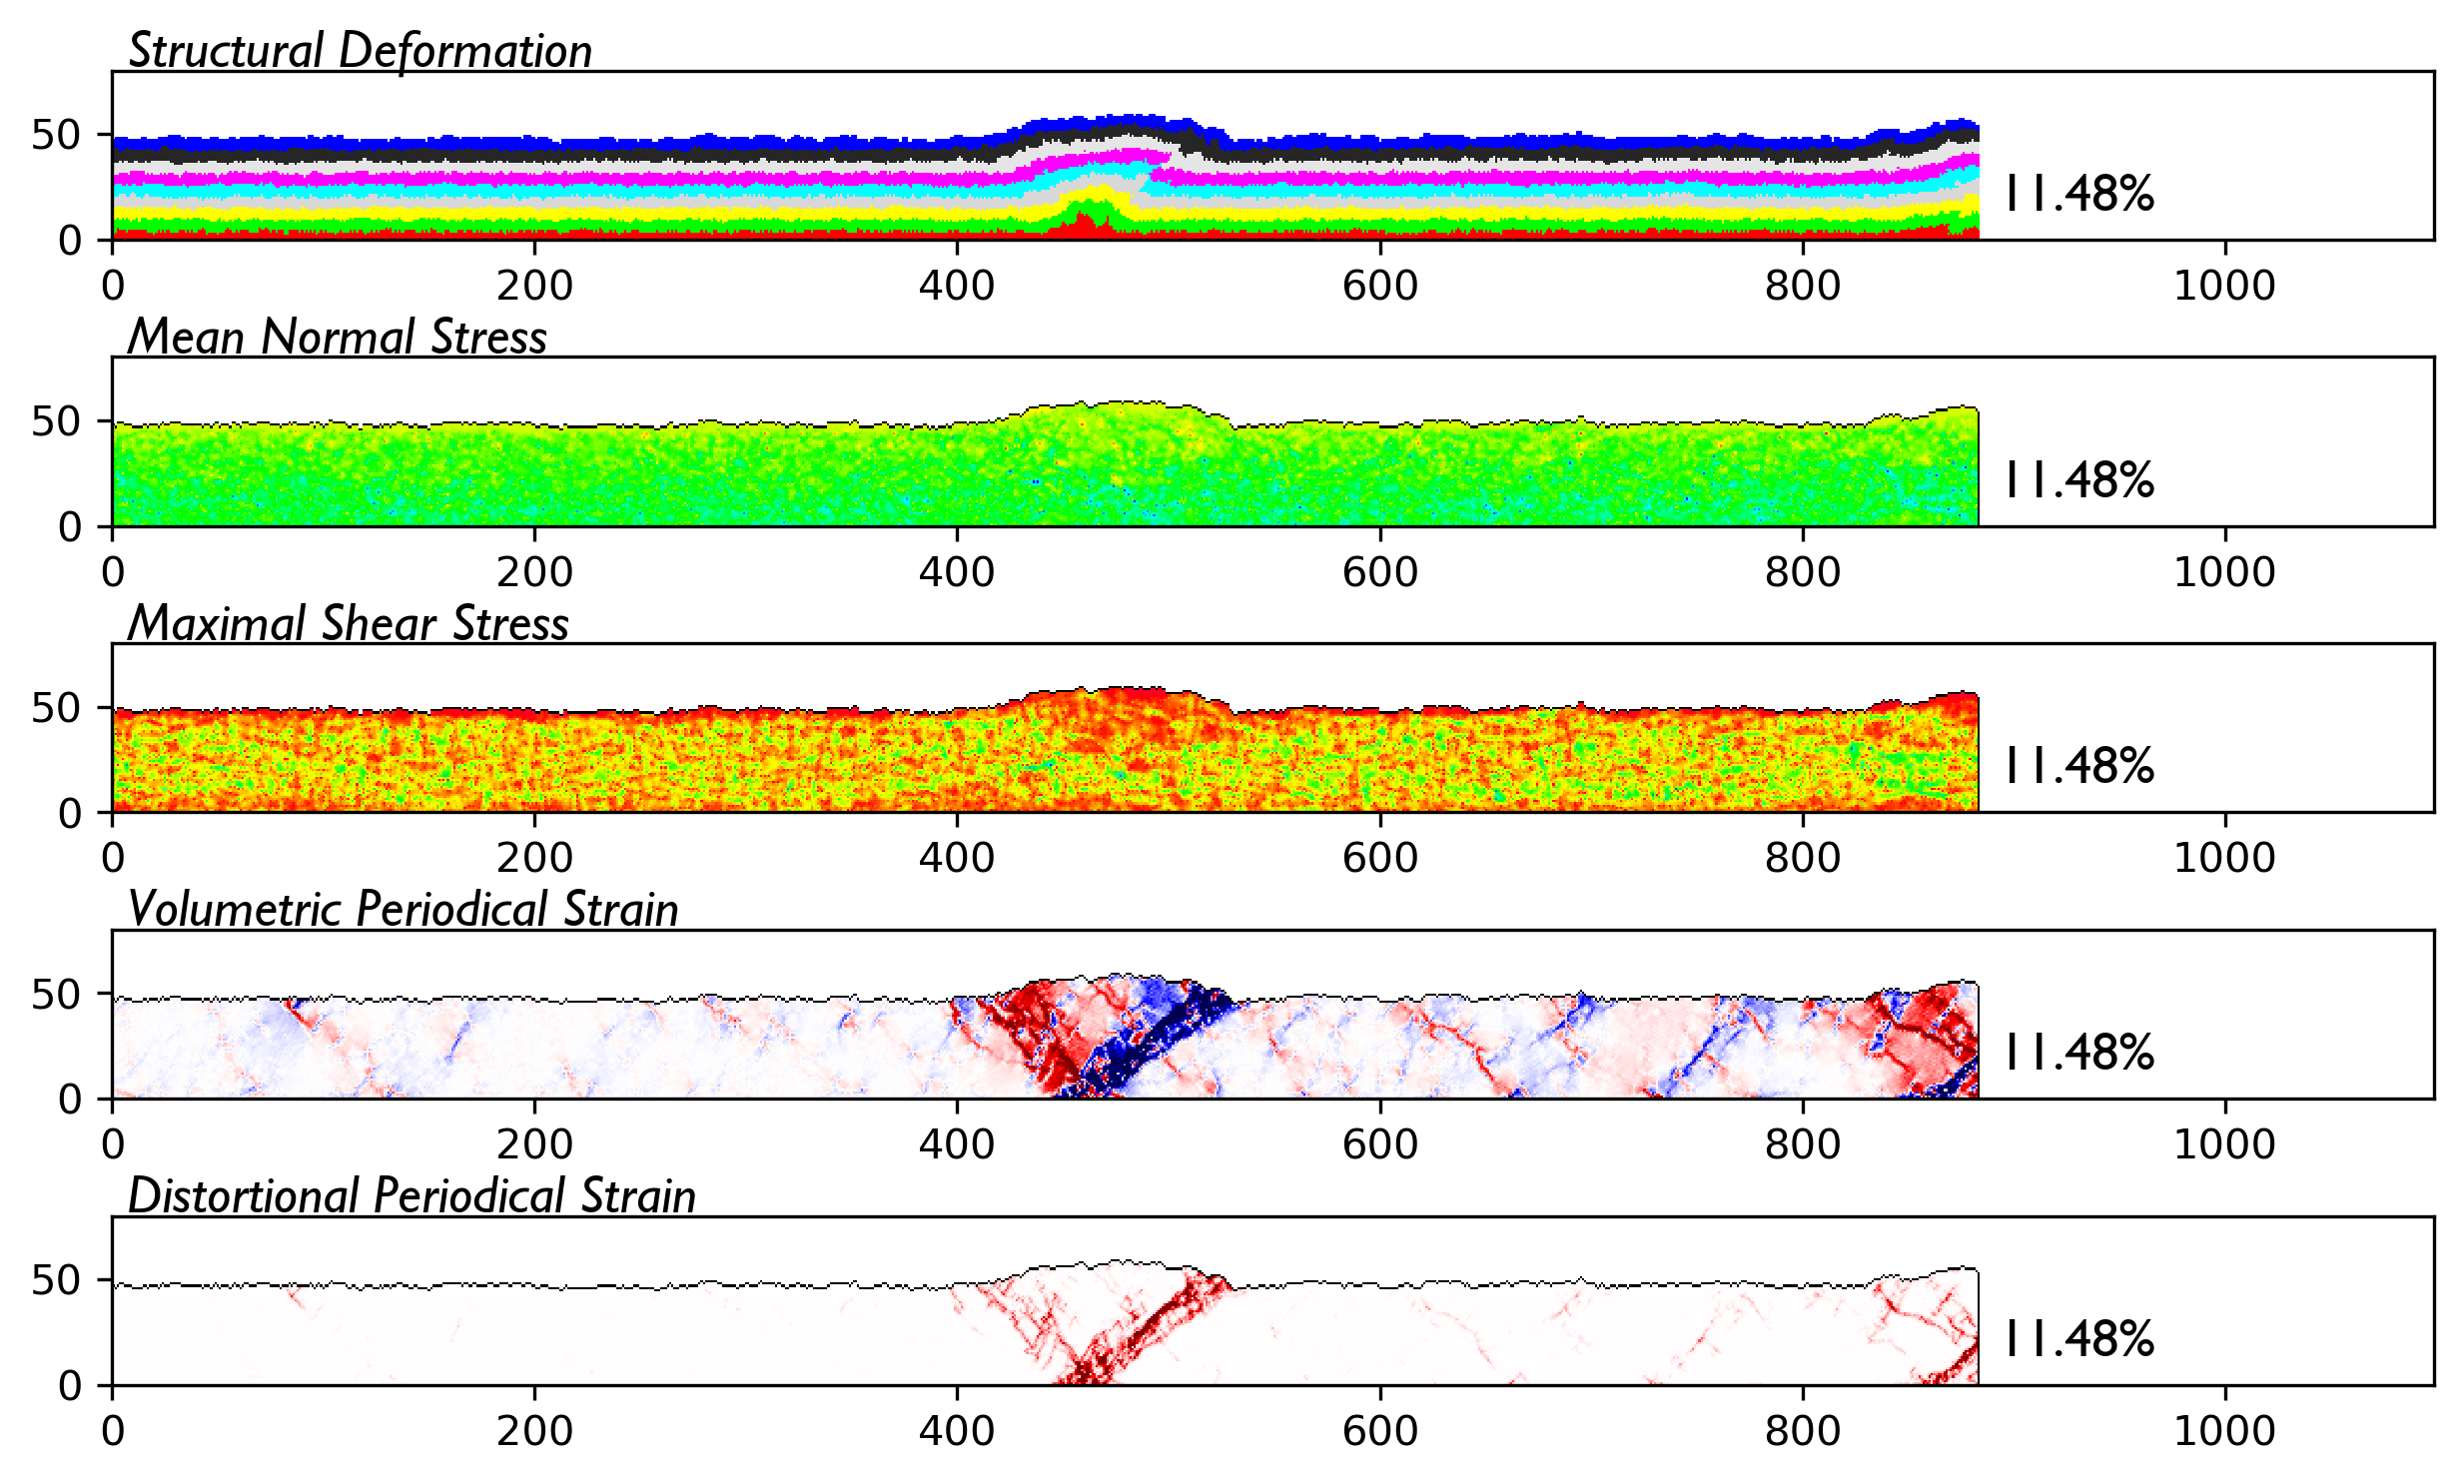 Structural Deformation
50
11.48%
0
0 200 400 600 800 1000
Mean Normal Stress
50
11.48%
0
0 200 400 600 800 1000
Maximal Shear Stress
50
11.48%
0
0 200 400 600 800 1000
Volumetric Periodical Strain
50
11.48%
0
0 200 400 600 800 1000
Distortional Periodical Strain
50
11.48%
0
0 200 400 600 800 1000